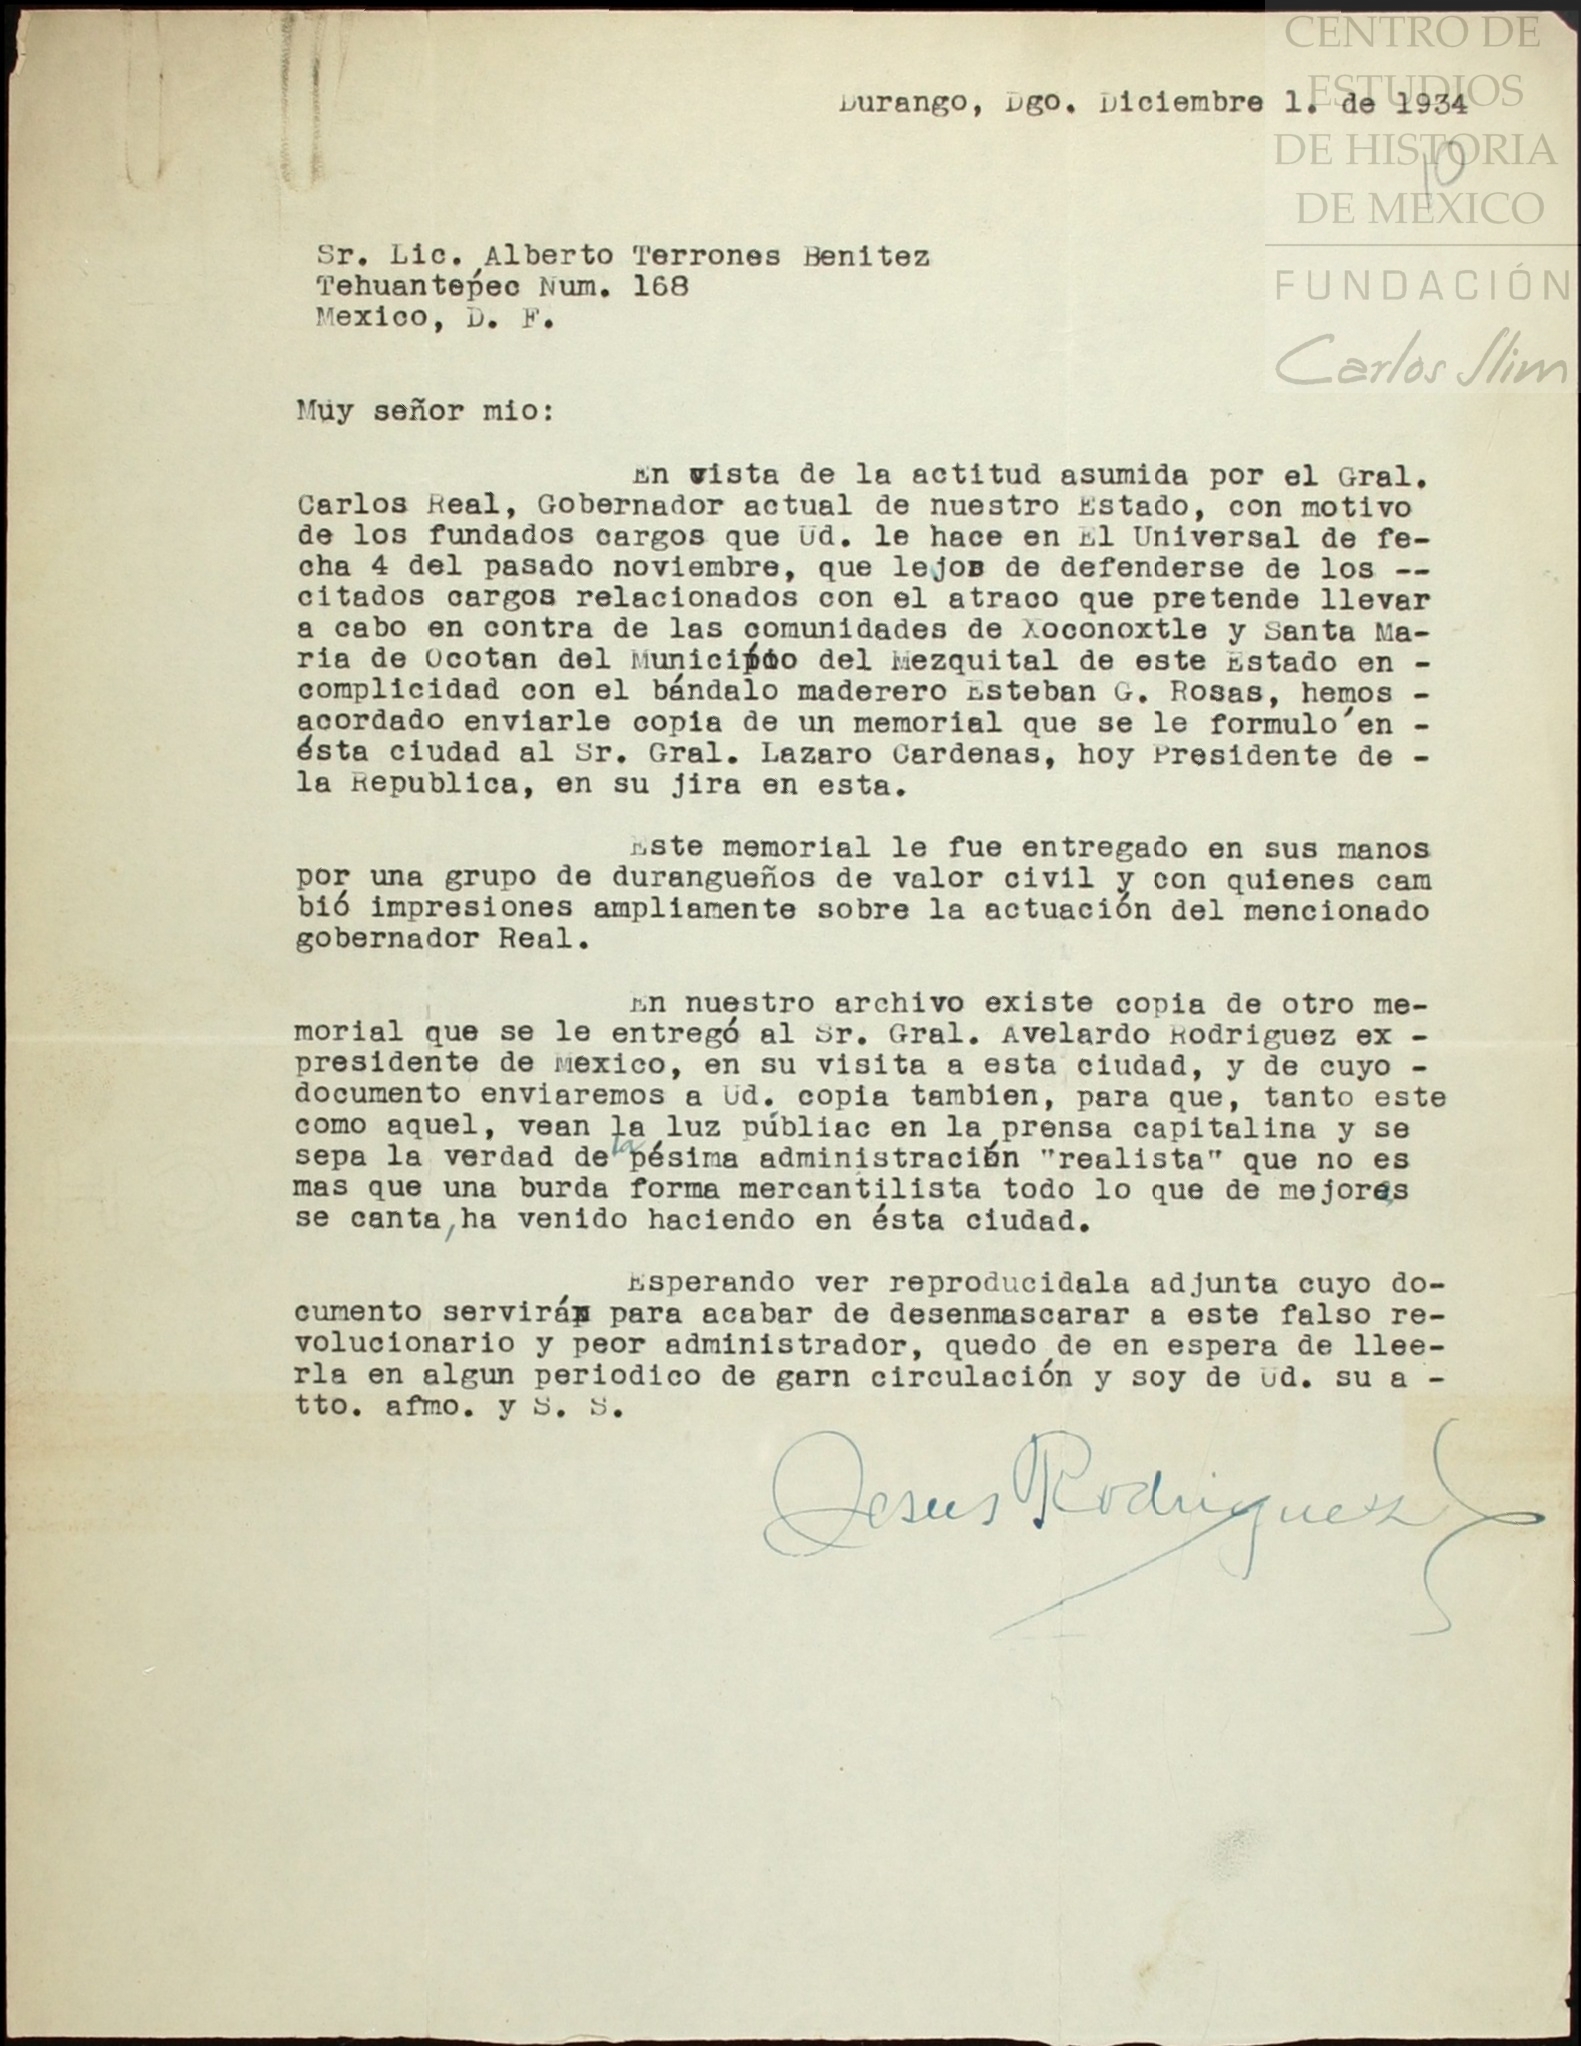 CENTRO DE
ESTUDIOS
DE HISTORIA
DE MEXICO
FUNDACIÓN
Carlos Slim
Durango, Dgo. Diciembre 1. de 1934
10
Sr. Lic. Alberto Terrones Benitez
Tehuantepec Num. 168
Mexico, D. F.
Muy señor mio:
En vista de la actitud asumida por el Gral.
Carlos Real, Gobernador actual de nuestro Estado, con motivo
de los fundados cargos que Ud. le hace en El Universal de fe-
cha 4 del pasado noviembre, que lejos de defenderse de los --
citados cargos relacionados con el atraco que pretende llevar
a cabo en contra de las comunidades de Xoconoxtle y Santa Ma-
ria de Ocotan del Municipio del Mezquital de este Estado en -
complicidad con el bándalo maderero Esteban G. Rosas, hemos -
acordado enviarle copia de un memorial que se le formulo´en -
ésta ciudad al Sr. Gral. Lazaro Cardenas, hoy Presidente de -
la Republica, en su jira en esta.
Este memorial le fue entregado en sus manos
por una grupo de durangueños de valor civil y con quienes cam
bió impresiones ampliamente sobre la actuación del mencionado
gobernador Real.
En nuestro archivo existe copia de otro me-
morial que se le entregó al Sr. Gral. Avelardo Rodriguez ex -
presidente de Mexico, en su visita a esta ciudad, y de cuyo -
documento enviaremos a Ud. copia tambien, para que, tanto este
como aquel, vean la luz públiac en la prensa capitalina y se
sepa la verdad de la pésima administración "realista" que no es
mas que una burda forma mercantilista todo lo que de mejores
se canta, ha venido haciendo en ésta ciudad.
Esperando ver reproducidala adjunta cuyo do-
cumento servirá para acabar de desenmascarar a este falso re-
volucionario y peor administrador, quedo de en espera de llee-
rla en algun periodico de garn circulación y soy de Ud. su a -
tto. afmo. y S. S.
Jesus Rodriguez